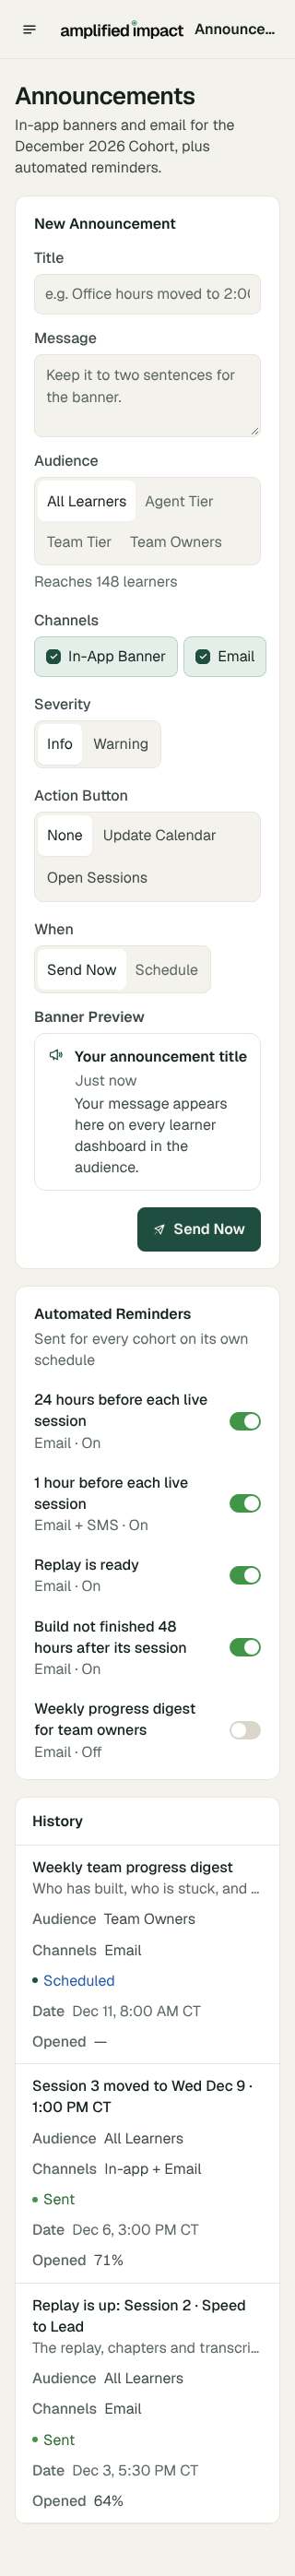 amplified impact Announce...
Announcements
In-app banners and email for the
December 2026 Cohort, plus
automated reminders.
New Announcement
Title
e.g. Office hours moved to 2:00
Message
Keep it to two sentences for
the banner.
Audience
All Learners Agent Tier
Team Tier Team Owners
Reaches 148 learners
Channels
In-App Banner Email
Severity
Info Warning
Action Button
None Update Calendar
Open Sessions
When
Send Now Schedule
Banner Preview
Your announcement title
Just now
Your message appears
here on every learner
dashboard in the
audience.
Send Now
Automated Reminders
Sent for every cohort on its own
schedule
24 hours before each live
session
Email · On
1 hour before each live
session
Email + SMS · On
Replay is ready
Email · On
Build not finished 48
hours after its session
Email · On
Weekly progress digest
for team owners
Email · Off
History
Weekly team progress digest
Who has built, who is stuck, and ...
Audience Team Owners
Channels Email
Scheduled
Date Dec 11, 8:00 AM CT
Opened —
Session 3 moved to Wed Dec 9 ·
1:00 PM CT
Audience All Learners
Channels In-app + Email
Sent
Date Dec 6, 3:00 PM CT
Opened 71%
Replay is up: Session 2 · Speed
to Lead
The replay, chapters and transcri...
Audience All Learners
Channels Email
Sent
Date Dec 3, 5:30 PM CT
Opened 64%